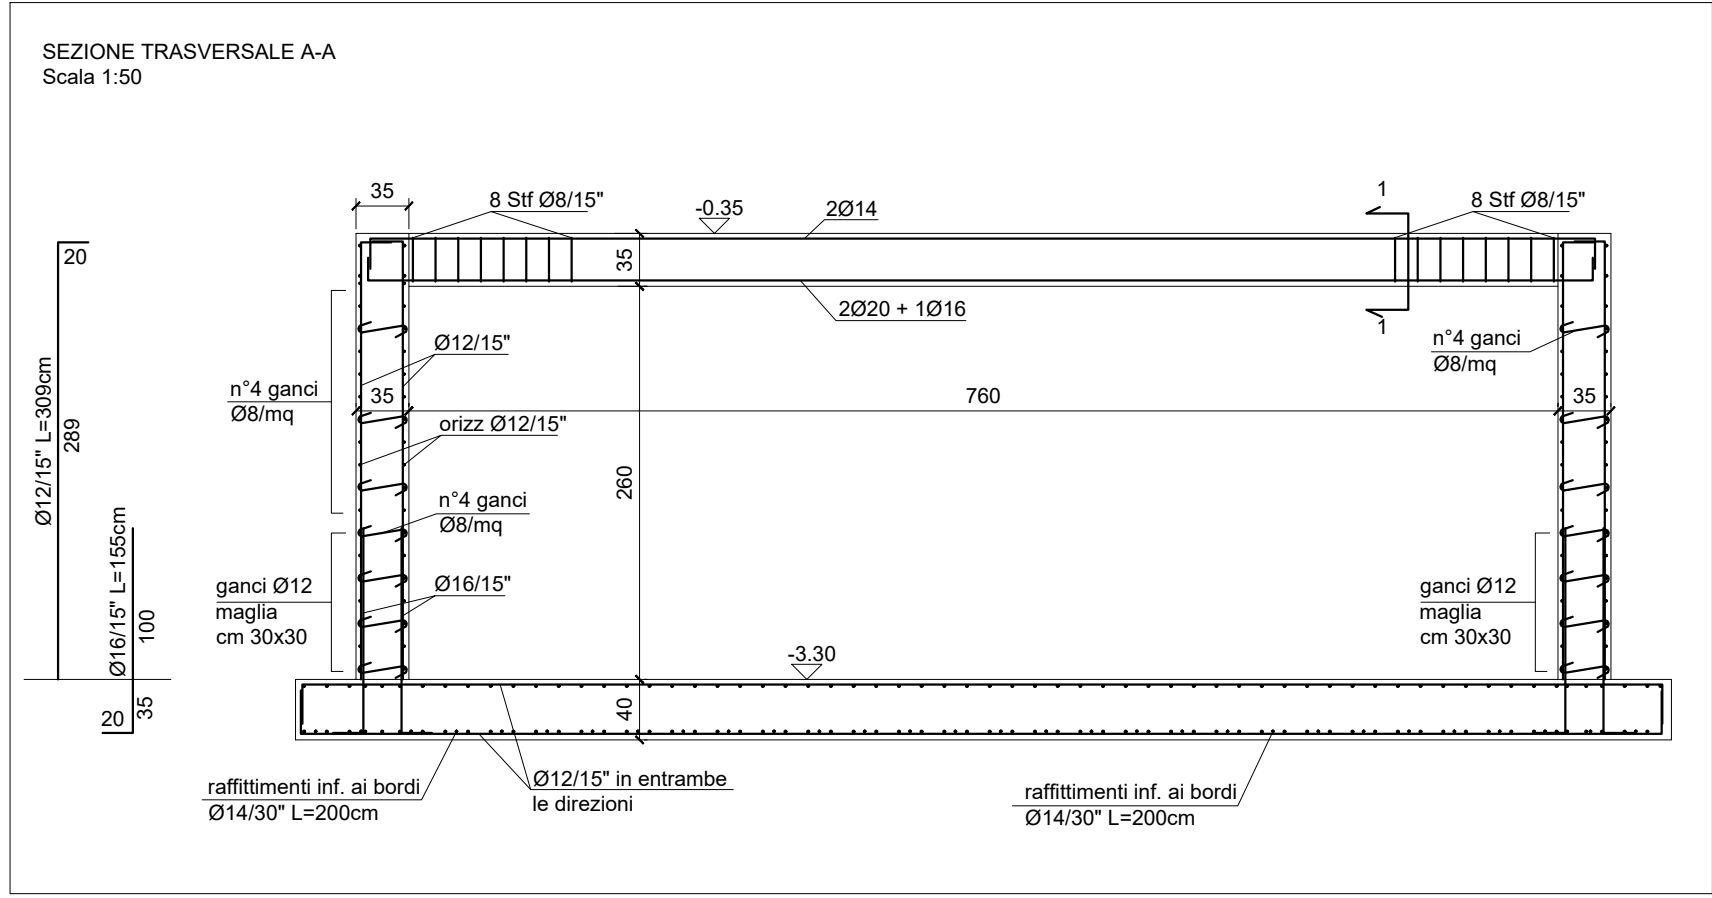 SEZIONE TRASVERSALE A-A
Scala 1:50
35
8 Stf Ø8/15"
-0.35
2Ø14
1
8 Stf Ø8/15"
20
35
2Ø20 + 1Ø16
1
Ø12/15"
n°4 ganci
Ø8/mq
n°4 ganci
Ø8/mq
35
760
35
Ø12/15" L=309cm
289
orizz Ø12/15"
260
n°4 ganci
Ø8/mq
Ø16/15" L=155cm
100
ganci Ø12
maglia
cm 30x30
Ø16/15"
ganci Ø12
maglia
cm 30x30
-3.30
20
35
40
raffittimenti inf. ai bordi
Ø14/30" L=200cm
Ø12/15" in entrambe
le direzioni
raffittimenti inf. ai bordi
Ø14/30" L=200cm